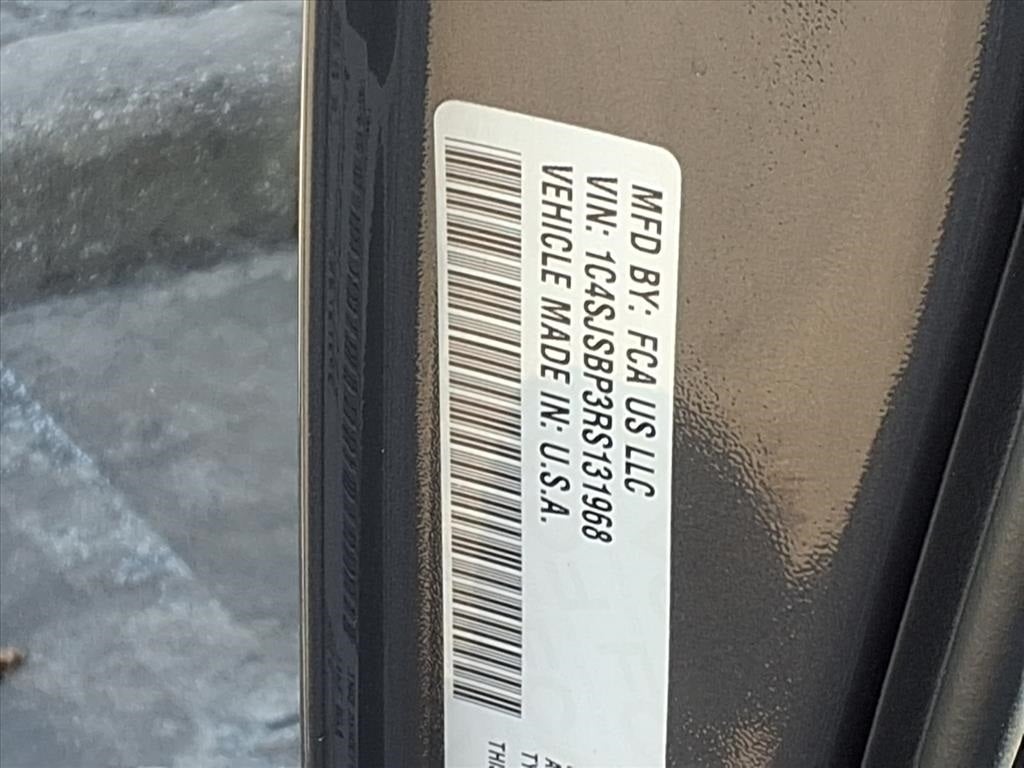 MFD BY: FCA US LLC
VIN: 1C4SJSBP3RS131968
VEHICLE MADE IN: U.S.A.